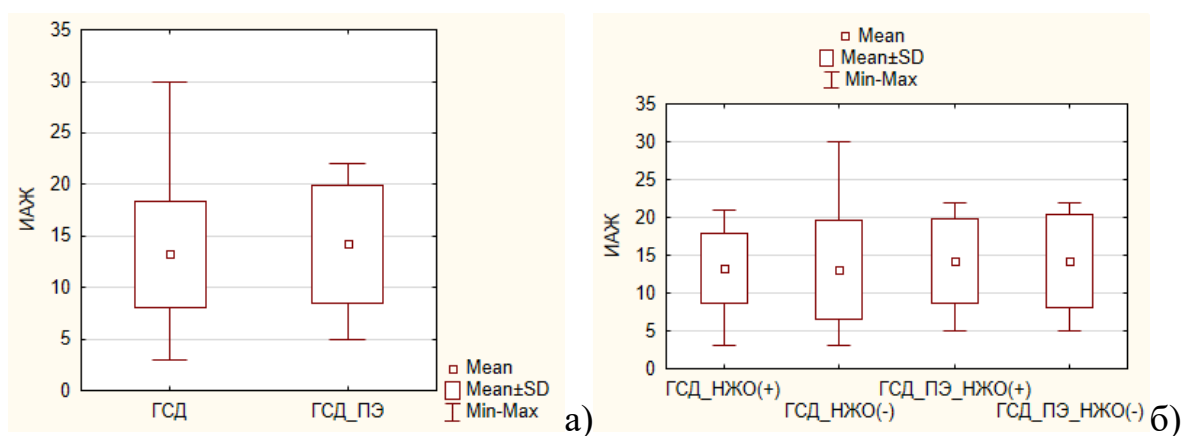 35
30
25
20
15
10
5
0
ИАЖ
ГСД
ГСД_ПЭ
Mean
Mean±SD
Min-Max
а)
Mean
Mean±SD
Min-Max
35
30
25
20
15
10
5
0
ИАЖ
ГСД_НЖО(+)
ГСД_НЖО(-)
ГСД_ПЭ_НЖО(+)
ГСД_ПЭ_НЖО(-)
б)